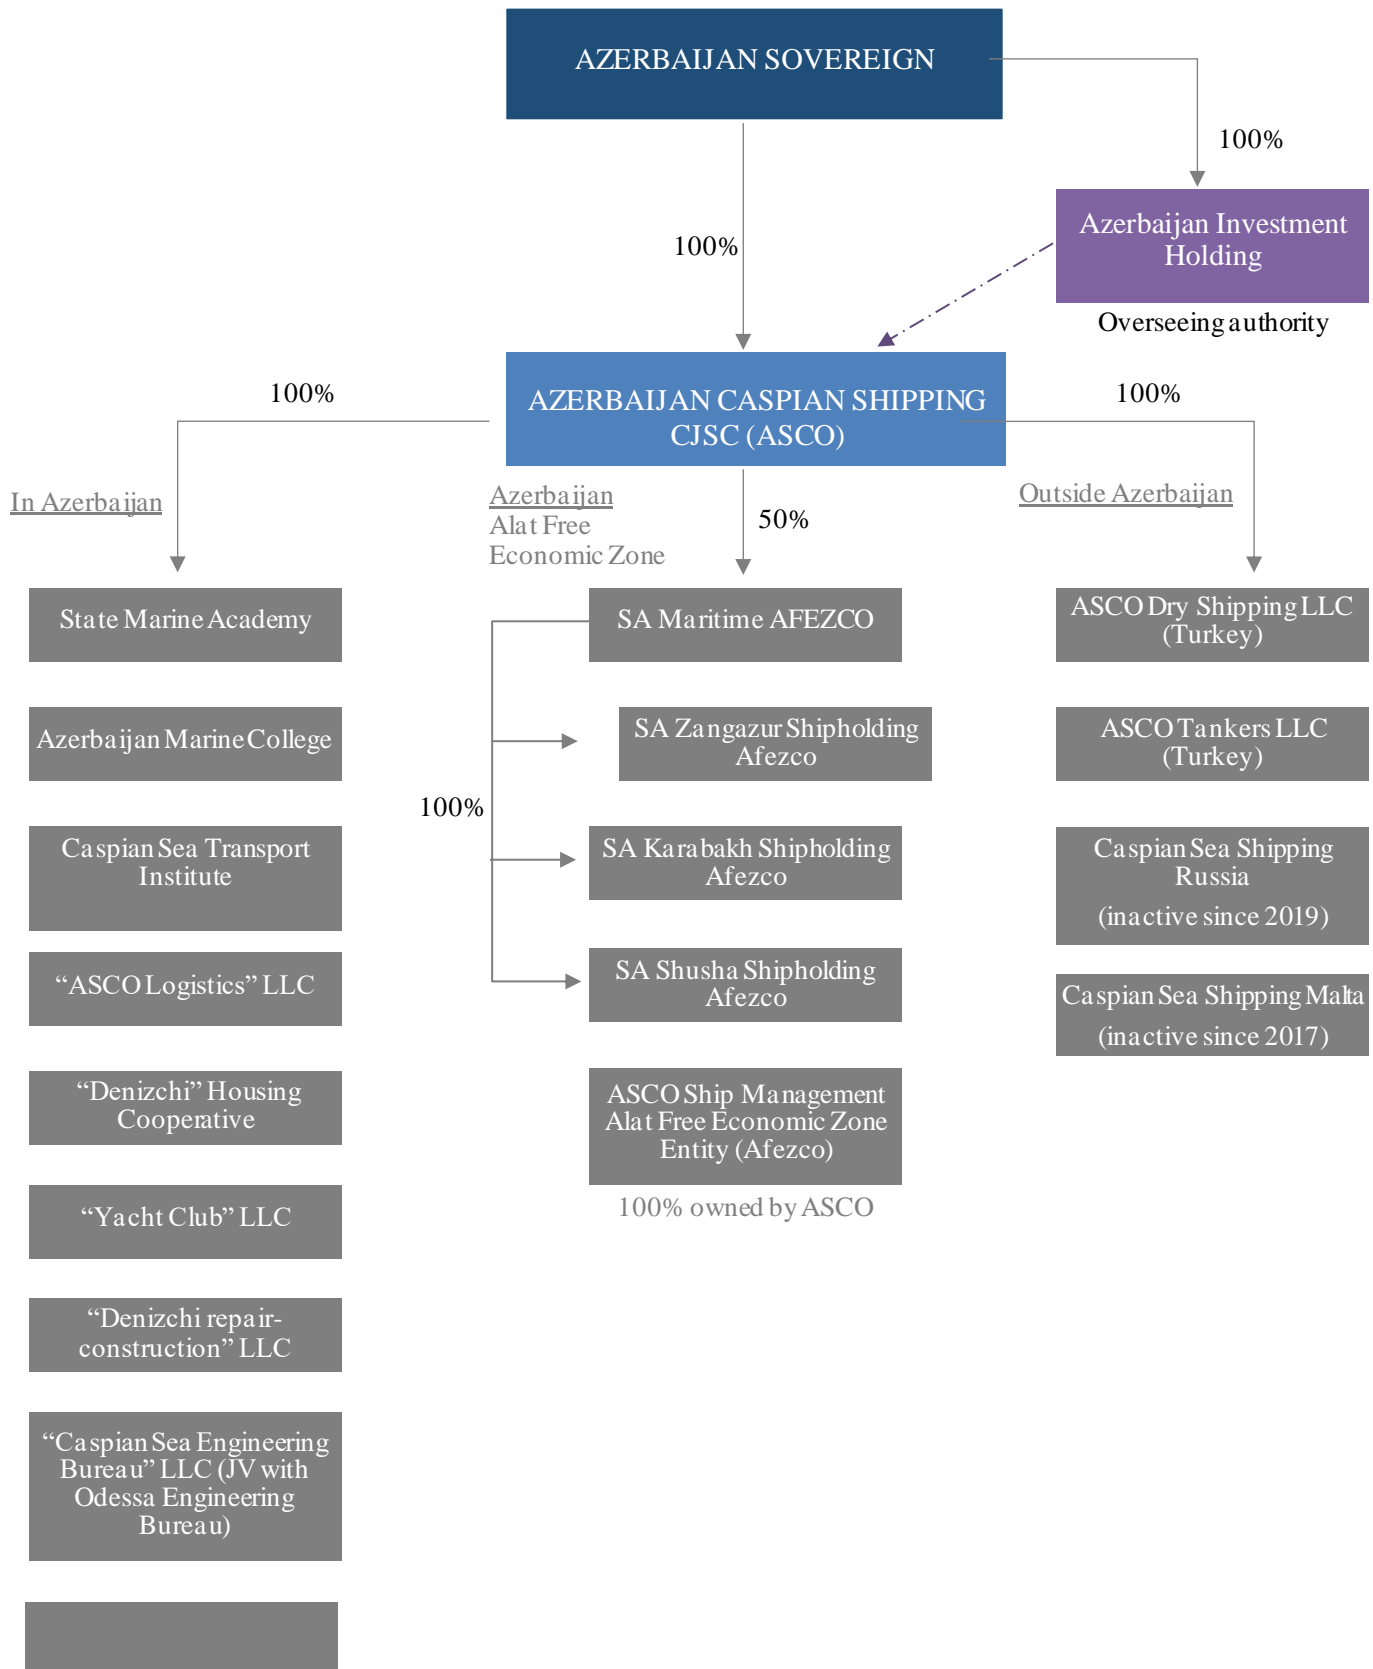 AZERBAIJAN SOVEREIGN
100%
Azerbaijan Investment
Holding
100%
Overseeing authority
100%
AZERBAIJAN CASPIAN SHIPPING
CJSC (ASCO)
100%
In Azerbaijan
Azerbaijan
Alat Free
Economic Zone
50%
Outside Azerbaijan
State Marine Academy
Azerbaijan Marine College
Caspian Sea Transport
Institute
“ASCO Logistics” LLC
“Denizchi” Housing
Cooperative
“Yacht Club” LLC
“Denizchi repair-
construction” LLC
“Caspian Sea Engineering
Bureau” LLC (JV with
Odessa Engineering
Bureau)
SA Maritime AFEZCO
100%
SA Zangazur Shipholding
Afezco
SA Karabakh Shipholding
Afezco
SA Shusha Shipholding
Afezco
ASCO Ship Management
Alat Free Economic Zone
Entity (Afezco)
100% owned by ASCO
ASCO Dry Shipping LLC
(Turkey)
ASCO Tankers LLC
(Turkey)
Caspian Sea Shipping
Russia
(inactive since 2019)
Caspian Sea Shipping Malta
(inactive since 2017)